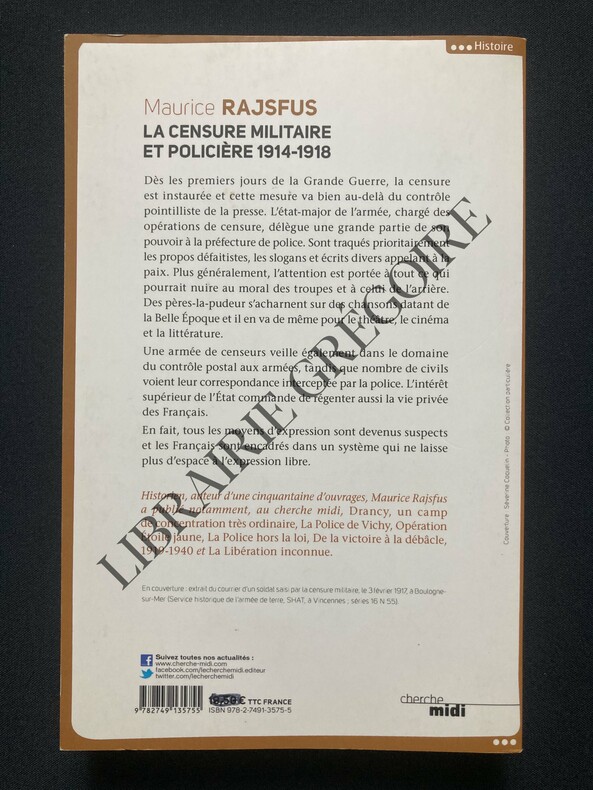 ●●● Histoire
Maurice RAJSFUS
LA CENSURE MILITAIRE
ET POLICIÈRE 1914-1918
Dès les premiers jours de la Grande Guerre, la censure
est instaurée et cette mesure va bien au-delà du contrôle
pointilliste de la presse. L'état-major de l'armée, chargé des
opérations de censure, délègue une grande partie de son
pouvoir à la préfecture de police. Sont traqués prioritairement
les propos défaitistes, les slogans et écrits divers appelant à la
paix. Plus généralement, l'attention est portée à tout ce qui
pourrait nuire au moral des troupes et à celui de l'arrière.
Des pères-la-pudeur s'acharnent sur des chansons datant de
la Belle Époque et il en va de même pour le théâtre, le cinéma
et la littérature.
Une armée de censeurs veille également dans le domaine
du contrôle postal aux armées, tandis que nombre de civils
voient leur correspondance interceptée par la police. L'intérêt
supérieur de l'État commande de régenter aussi la vie privée
des Français.
En fait, tous les moyens d'expression sont devenus suspects
et les Français sont encadrés dans un système qui ne laisse
plus d'espace à l'expression libre.
Historien, auteur d'une cinquantaine d'ouvrages, Maurice Rajsfus
a publié notamment, au cherche midi, Drancy, un camp
de concentration très ordinaire, La Police de Vichy, Opération
Étoile jaune, La Police hors la loi, De la victoire à la débâcle,
1919-1940 et La Libération inconnue.
En couverture : extrait du courrier d'un soldat saisi par la censure militaire, le 3 février 1917, à Boulogne-
sur-Mer (Service historique de l'armée de terre, SHAT, à Vincennes ; séries 16 N 55).
Couverture : Séverine Coquelin - Photo : © Collection particulière
LIBRAIRIE GREGOIRE
Suivez toutes nos actualités :
www.cherche-midi.com
facebook.com/lecherchemidi.editeur
twitter.com/lecherchemidi
TTC FRANCE
ISBN 978-2-7491-3575-5
9 782749 135755
cherche
midi